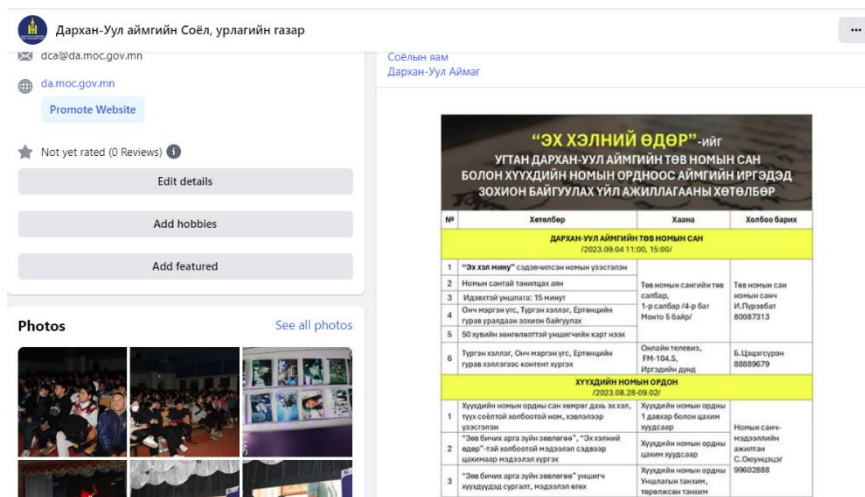 Дархан-Уул аймгийн Соёл, урлагийн газар
dca@da.moc.gov.mn
da.moc.gov.mn
Promote Website
Not yet rated (0 Reviews)
Edit details
Add hobbies
Add featured
Photos
See all photos
Соёлын яам
Дархан-Уул Аймаг
“ЭХ ХЭЛНИЙ ӨДӨР”-ийг
УГТАН ДАРХАН-УУЛ АЙМГИЙН ТӨВ НОМЫН САН
БОЛОН ХҮҮХДИЙН НОМЫН ОРДНООС АЙМГИЙН ИРГЭДЭД
ЗОХИОН БАЙГУУЛАХ ҮЙЛ АЖИЛЛАГААНЫ ХӨТӨЛБӨР
№ Хөтөлбөр Хаана Холбоо барих
ДАРХАН-УУЛ АЙМГИЙН ТӨВ НОМЫН САН
/2023.09.04 11:00, 15:00/
1 “Эх хэл мину” сэдэвчилсэн номын үзэсгэлэн
2 Номын сантай танилцах аян
3 Идэвхтэй уншлага: 15 минут
4 Онч мэргэн үгс, Түргэн хэллэг, Ертөнцийн
гурав уралдаан зохион байгуулах
5 50 хувийн хөнгөлөлттэй уншигчийн карт нээх
Төв номын сангийн төв
салбар,
1-р салбар /4-р баг
Монто 5 байр/
Төв номын сан
номын санч
И.Пүрэвбат
80087313
6 Түргэн хэллэг, Онч мэргэн үгс, Ертөнцийн
гурав хэллэгээс контент хүргэх
Онлайн телевиз,
FM-104.5,
Иргэдийн дунд
Б.Цэцэгсүрэн
88889679
ХҮҮХДИЙН НОМЫН ОРДОН
/2023.08.28-09.02/
1 Хүүхдийн номын ордны сан хөмрөг дахь эх хэл,
түүх соёлтой холбоотой ном, хэвлэлээр
үзэсгэлэн
Хүүхдийн номын ордны
1 давхар болон цахим
хуудсаар
2 “Зөв бичих арга зүйн зөвлөгөө”, “Эх хэлний
өдөр”-тэй холбоотой мэдээлэл сэдвээр
цахимаар мэдээлэл хүргэх
Хүүхдийн номын ордны
цахим хуудсаар
3 “Зөв бичих арга зүйн зөвлөгөө” уншигч
хүүхдүүдэд сургалт, мэдээлэл өгөх
Хүүхдийн номын ордны
Уншлагын танхим,
төрөлжсөн танхим
Номын санч-
мэдээллийн
ажилтан
С.Оюунцэцэг
99602888